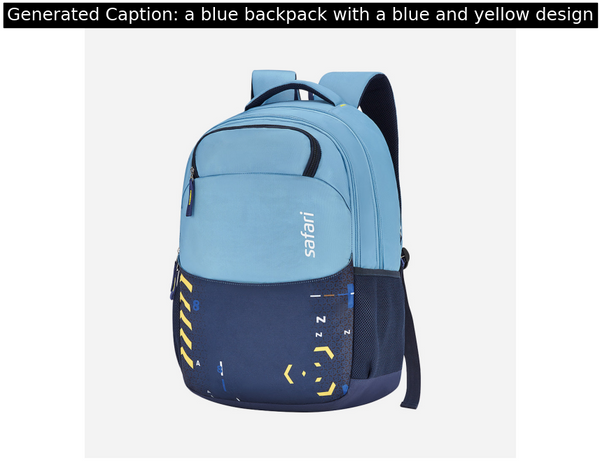 Generated Caption: a blue backpack with a blue and yellow design
safari
B
Z
Z
Z
A